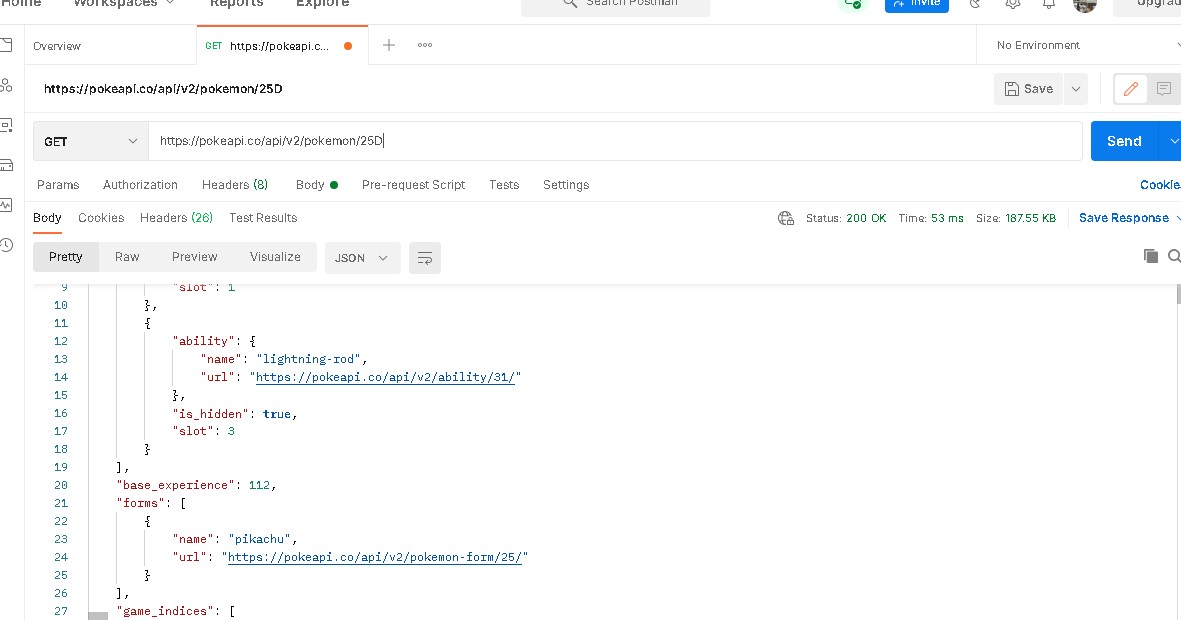 Home Workspaces Reports Explore Search Postman Invite Upgrad
Overview GET https://pokeapi.c... No Environment
https://pokeapi.co/api/v2/pokemon/25D Save
GET https://pokeapi.co/api/v2/pokemon/25D Send
Params Authorization Headers (8) Body Pre-request Script Tests Settings Cookie
Body Cookies Headers (26) Test Results Status: 200 OK Time: 53 ms Size: 187.55 KB Save Response
Pretty Raw Preview Visualize JSON
9 "slot": 1
10 },
11 {
12 "ability": {
13 "name": "lightning-rod",
14 "url": "https://pokeapi.co/api/v2/ability/31/"
15 },
16 "is_hidden": true,
17 "slot": 3
18 }
19 ],
20 "base_experience": 112,
21 "forms": [
22 {
23 "name": "pikachu",
24 "url": "https://pokeapi.co/api/v2/pokemon-form/25/"
25 }
26 ],
27 "game_indices": [